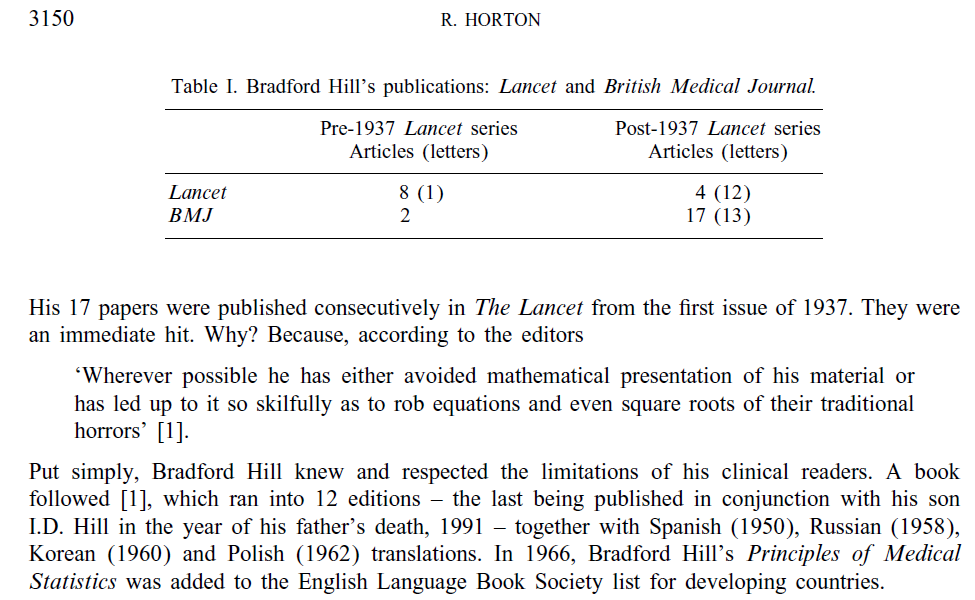 3150 R. HORTON
Table I. Bradford Hill's publications: Lancet and British Medical Journal.
Pre-1937 Lancet series Post-1937 Lancet series
Articles (letters) Articles (letters)
Lancet 8 (1) 4 (12)
BMJ 2 17 (13)
His 17 papers were published consecutively in The Lancet from the first issue of 1937. They were
an immediate hit. Why? Because, according to the editors
‘Wherever possible he has either avoided mathematical presentation of his material or
has led up to it so skilfully as to rob equations and even square roots of their traditional
horrors’ [1].
Put simply, Bradford Hill knew and respected the limitations of his clinical readers. A book
followed [1], which ran into 12 editions – the last being published in conjunction with his son
I.D. Hill in the year of his father's death, 1991 – together with Spanish (1950), Russian (1958),
Korean (1960) and Polish (1962) translations. In 1966, Bradford Hill's Principles of Medical
Statistics was added to the English Language Book Society list for developing countries.